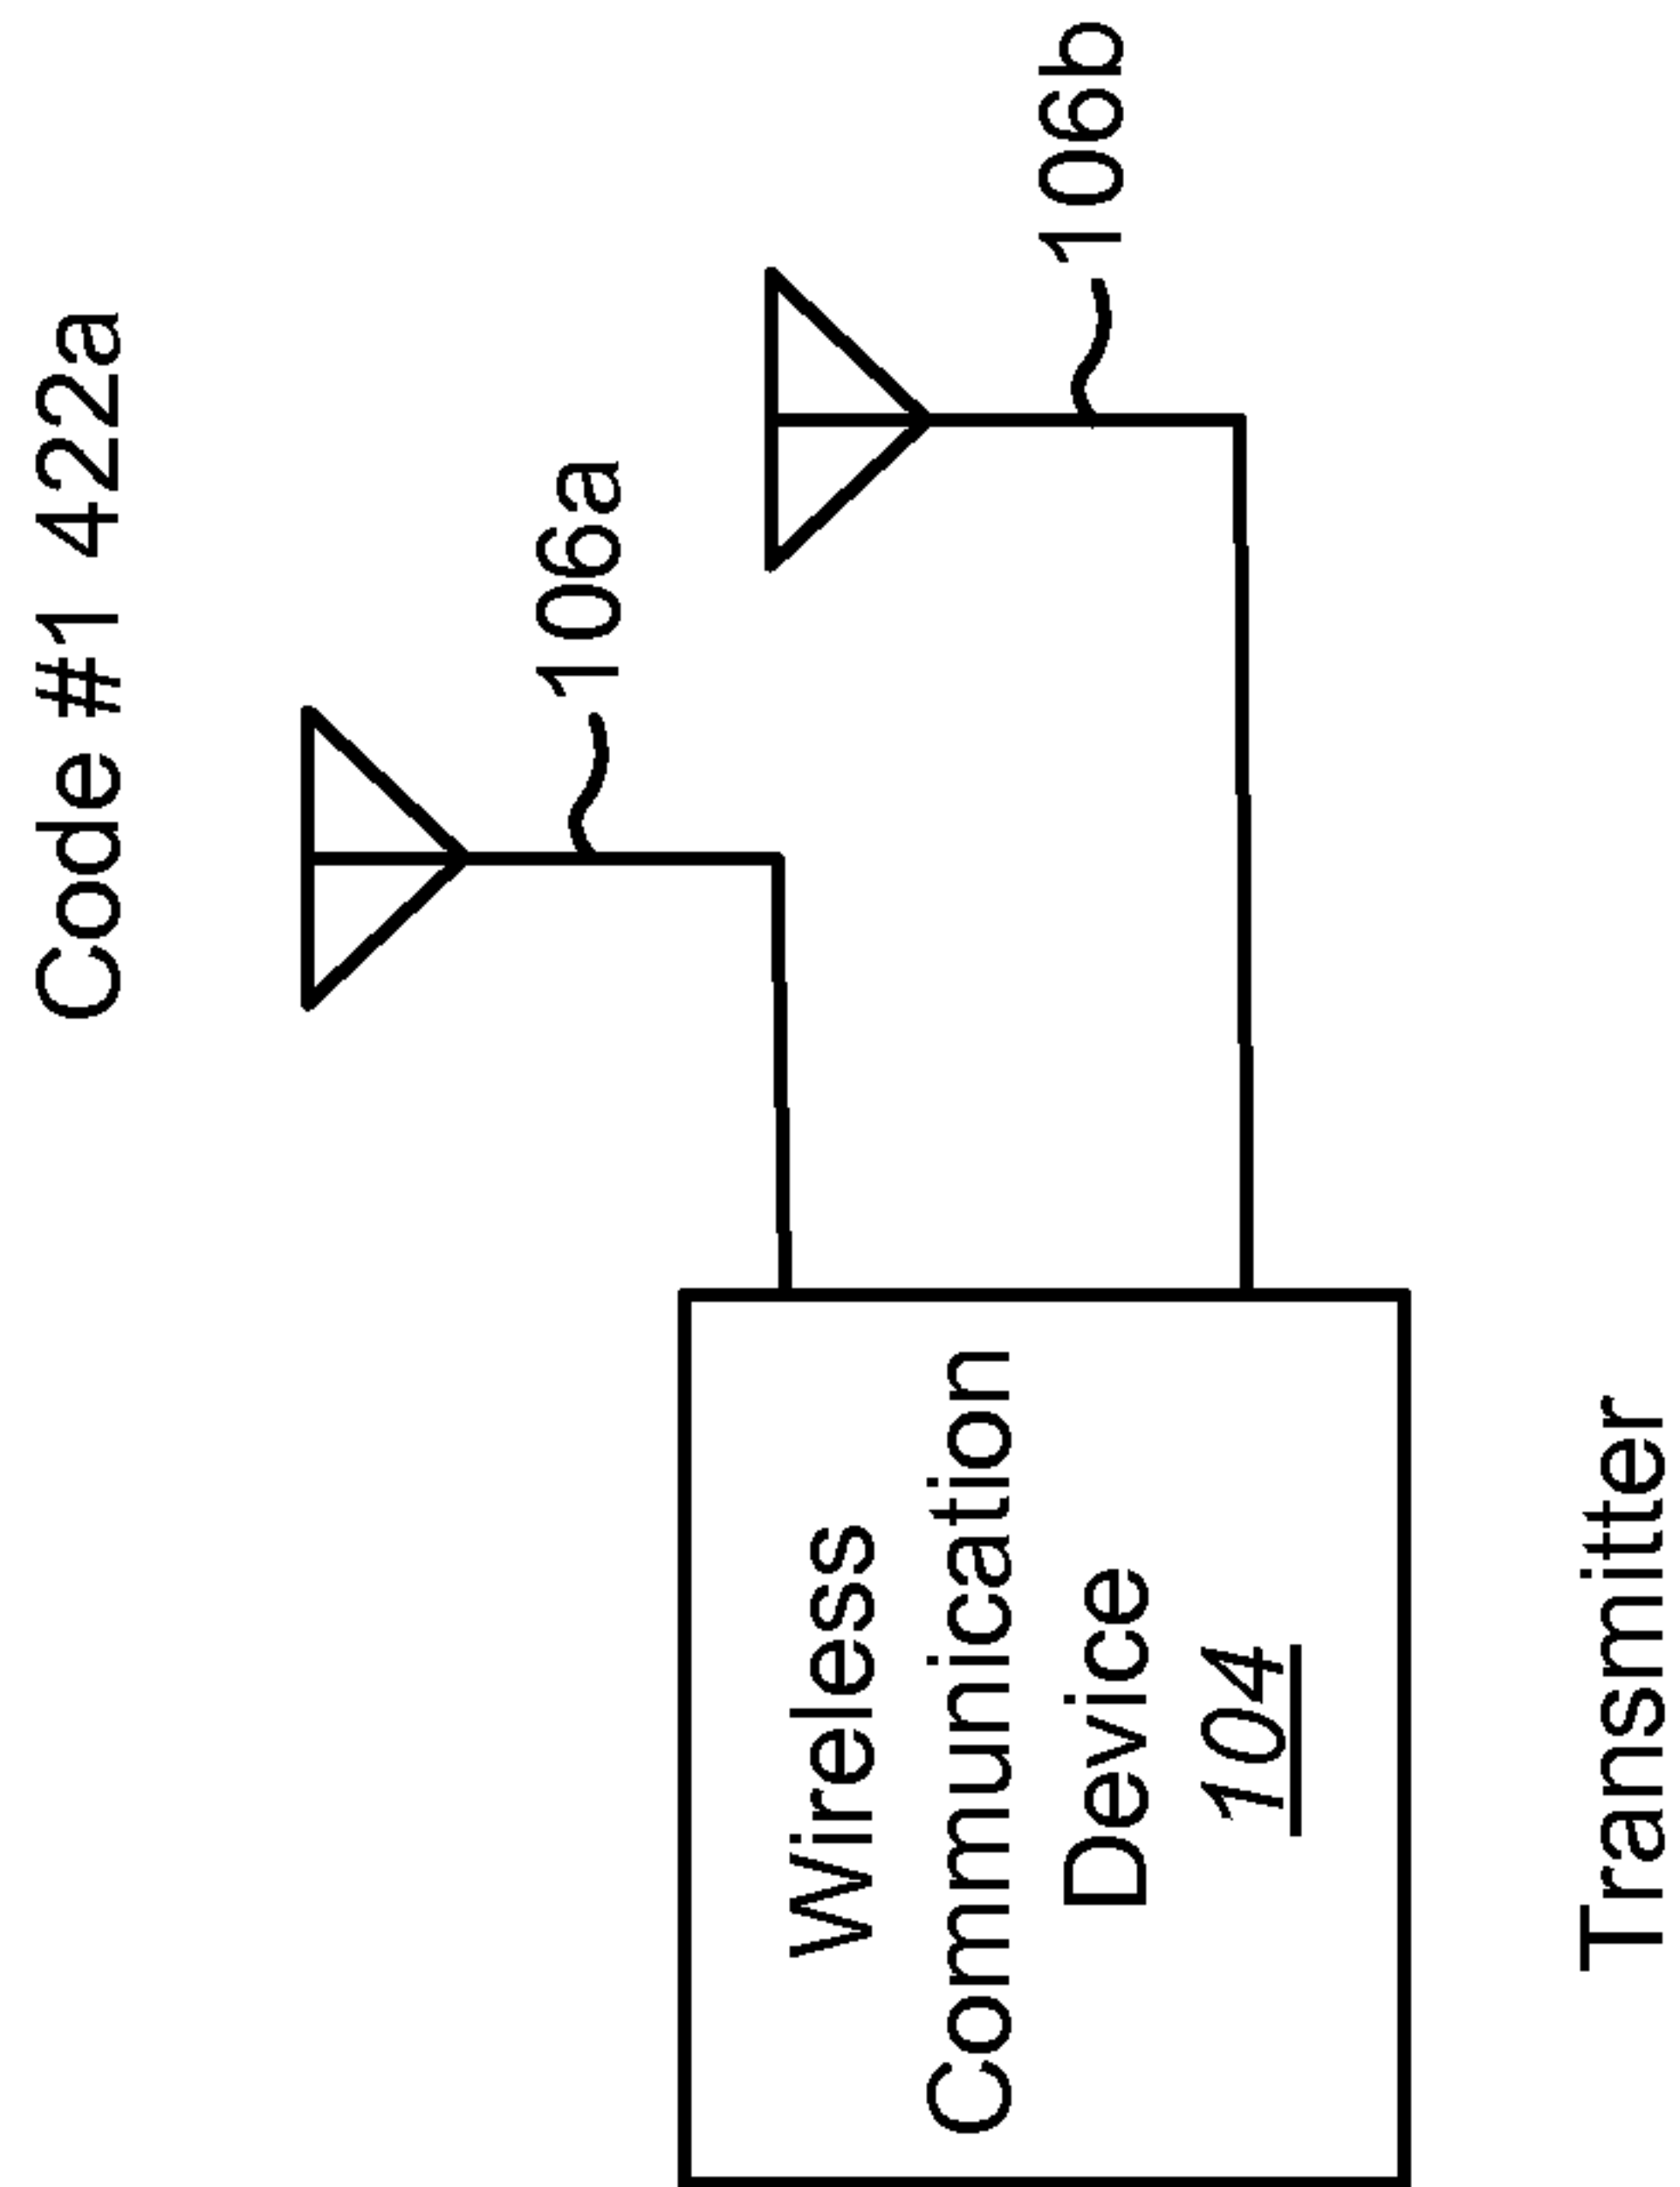 Code #1 422a
106a
106b
Wireless
Communication
Device
104
Transmitter